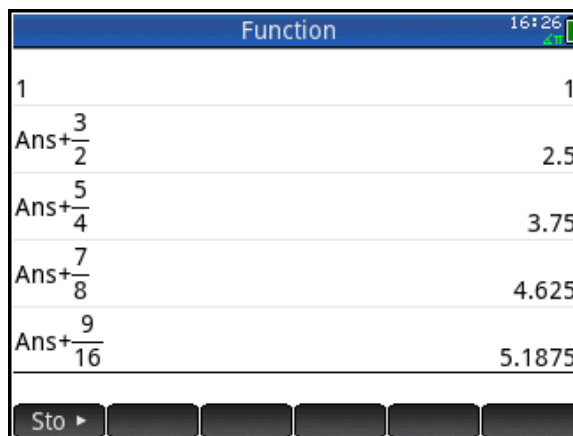 Function
16:26
∡π
1
1
Ans+3/2
2.5
Ans+5/4
3.75
Ans+7/8
4.625
Ans+9/16
5.1875
Sto ►